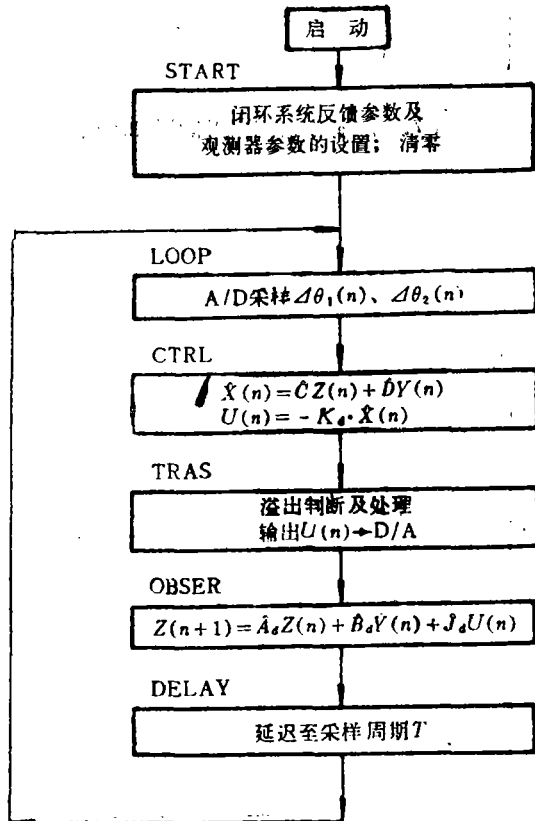 启动
START
闭环系统反馈参数及
观测器参数的设置；清零
LOOP
A/D采样Δθ₁(n)、Δθ₂(n)
CTRL
X̂(n)=ĈZ(n)+D̂Y(n)
U(n)=-K_d·X̂(n)
TRAS
溢出判断及处理
输出U(n)→D/A
OBSER
Z(n+1)=Â_dZ(n)+B̂_dY(n)+Ĵ_dU(n)
DELAY
延迟至采样周期T